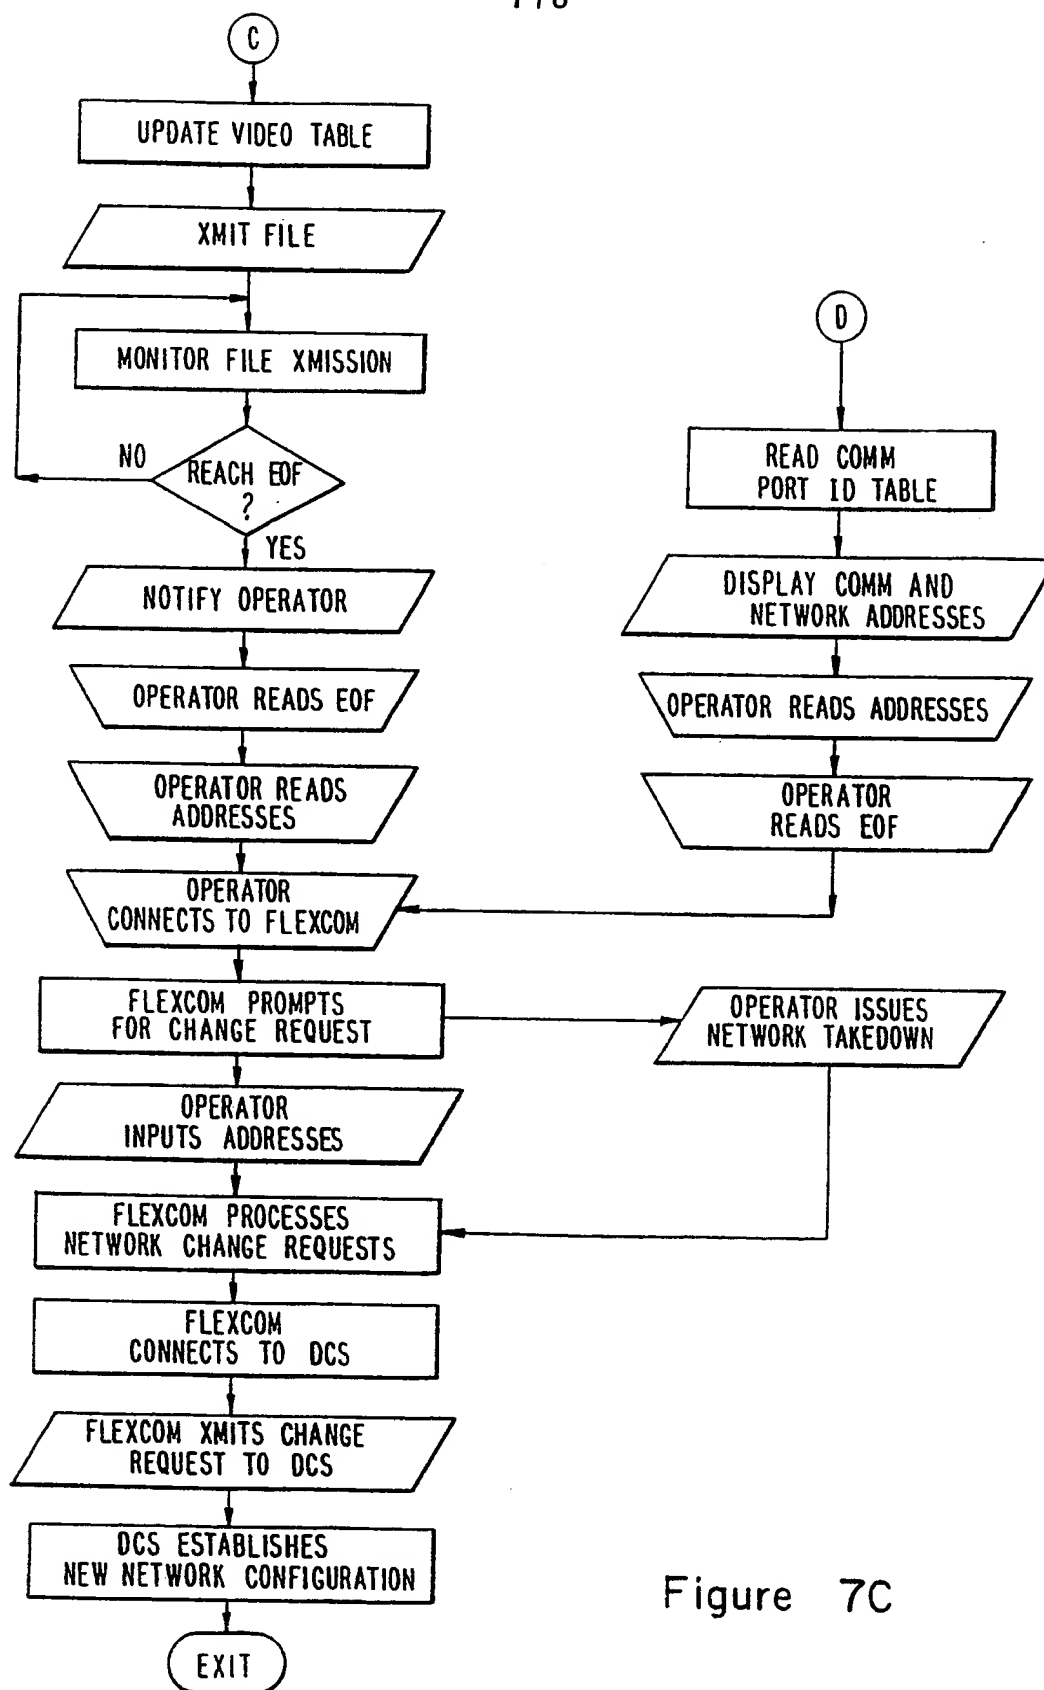 C
UPDATE VIDEO TABLE
XMIT FILE
MONITOR FILE XMISSION
NO
REACH EOF
?
YES
NOTIFY OPERATOR
OPERATOR READS EOF
OPERATOR READS
ADDRESSES
OPERATOR
CONNECTS TO FLEXCOM
FLEXCOM PROMPTS
FOR CHANGE REQUEST
OPERATOR
INPUTS ADDRESSES
FLEXCOM PROCESSES
NETWORK CHANGE REQUESTS
FLEXCOM
CONNECTS TO DCS
FLEXCOM XMITS CHANGE
REQUEST TO DCS
DCS ESTABLISHES
NEW NETWORK CONFIGURATION
EXIT
D
READ COMM
PORT ID TABLE
DISPLAY COMM AND
NETWORK ADDRESSES
OPERATOR READS ADDRESSES
OPERATOR
READS EOF
OPERATOR ISSUES
NETWORK TAKEDOWN
Figure 7C